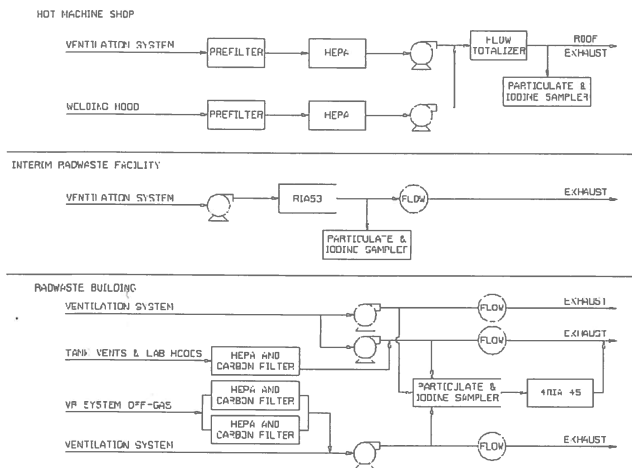 HOT MACHINE SHOP
VENTILATION SYSTEM
PREFILTER
HEPA
FLOW
TOTALIZER
ROOF
EXHAUST
PARTICULATE &
IODINE SAMPLER
WELDING HOOD
PREFILTER
HEPA
INTERIM RADWASTE FACILITY
VENTILATION SYSTEM
RIA53
FLOW
EXHAUST
PARTICULATE &
IODINE SAMPLER
RADWASTE BUILDING
VENTILATION SYSTEM
FLOW
EXHAUST
FLOW
EXHAUST
TANK VENTS & LAB HOODS
HEPA AND
CARBON FILTER
PARTICULATE &
IODINE SAMPLER
4RIA 45
VR SYSTEM OFF-GAS
HEPA AND
CARBON FILTER
HEPA AND
CARBON FILTER
VENTILATION SYSTEM
FLOW
EXHAUST